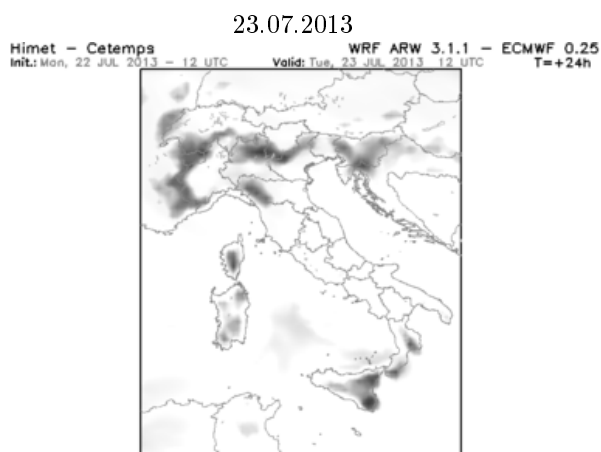 23.07.2013
Himet - Cetemps WRF ARW 3.1.1 - ECMWF 0.25
Init.: Mon, 22 JUL 2013 - 12 UTC Valid: Tue, 23 JUL 2013 12 UTC T=+24h